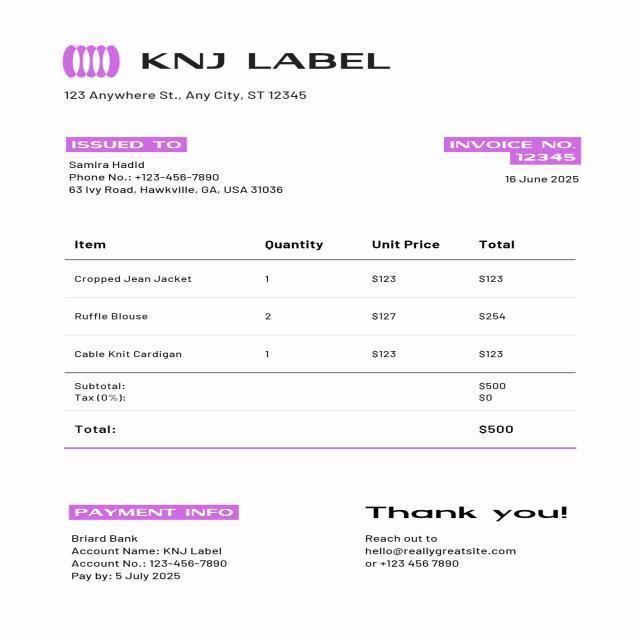 KNJ LABEL
123 Anywhere St., Any City, ST 12345
ISSUED TO
Samira Hadid
Phone No.: +123-456-7890
63 Ivy Road, Hawkville, GA, USA 31036
INVOICE NO.
12345
16 June 2025
Item Quantity Unit Price Total
Cropped Jean Jacket 1 $123 $123
Ruffle Blouse 2 $127 $254
Cable Knit Cardigan 1 $123 $123
Subtotal: $500
Tax (0%): $0
Total: $500
PAYMENT INFO
Briard Bank
Account Name: KNJ Label
Account No.: 123-456-7890
Pay by: 5 July 2025
Thank you!
Reach out to
hello@reallygreatsite.com
or +123 456 7890